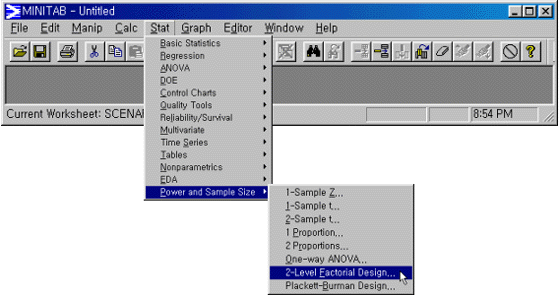 MINITAB - Untitled
File Edit Manip Calc Stat Graph Editor Window Help
Basic Statistics
Regression
ANOVA
DOE
Control Charts
Quality Tools
Reliability/Survival
Multivariate
Time Series
Tables
Nonparametrics
EDA
Power and Sample Size
Current Worksheet: SCENA
8:54 PM
1-Sample Z...
1-Sample t...
2-Sample t...
1 Proportion...
2 Proportions...
One-way ANOVA...
2-Level Factorial Design...
Plackett-Burman Design...